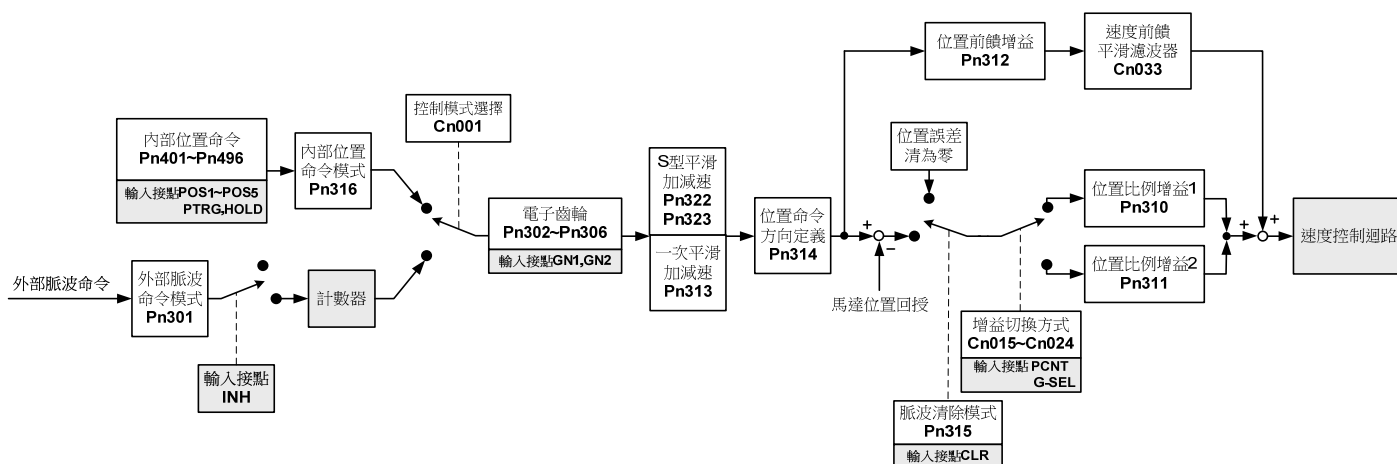 位置前饋增益
Pn312
速度前饋
平滑濾波器
Cn033
控制模式選擇
Cn001
內部位置命令
Pn401~Pn496
輸入接點POS1~POS5
PTRG,HOLD
內部位置
命令模式
Pn316
位置誤差
清為零
S型平滑
加減速
Pn322
Pn323
一次平滑
加減速
Pn313
電子齒輪
Pn302~Pn306
輸入接點GN1,GN2
位置命令
方向定義
Pn314
+
−
位置比例增益1
Pn310
位置比例增益2
Pn311
+
+
速度控制迴路
外部脈波命令
外部脈波
命令模式
Pn301
計數器
馬達位置回授
增益切換方式
Cn015~Cn024
輸入接點 PCNT
G-SEL
輸入接點
INH
脈波清除模式
Pn315
輸入接點CLR